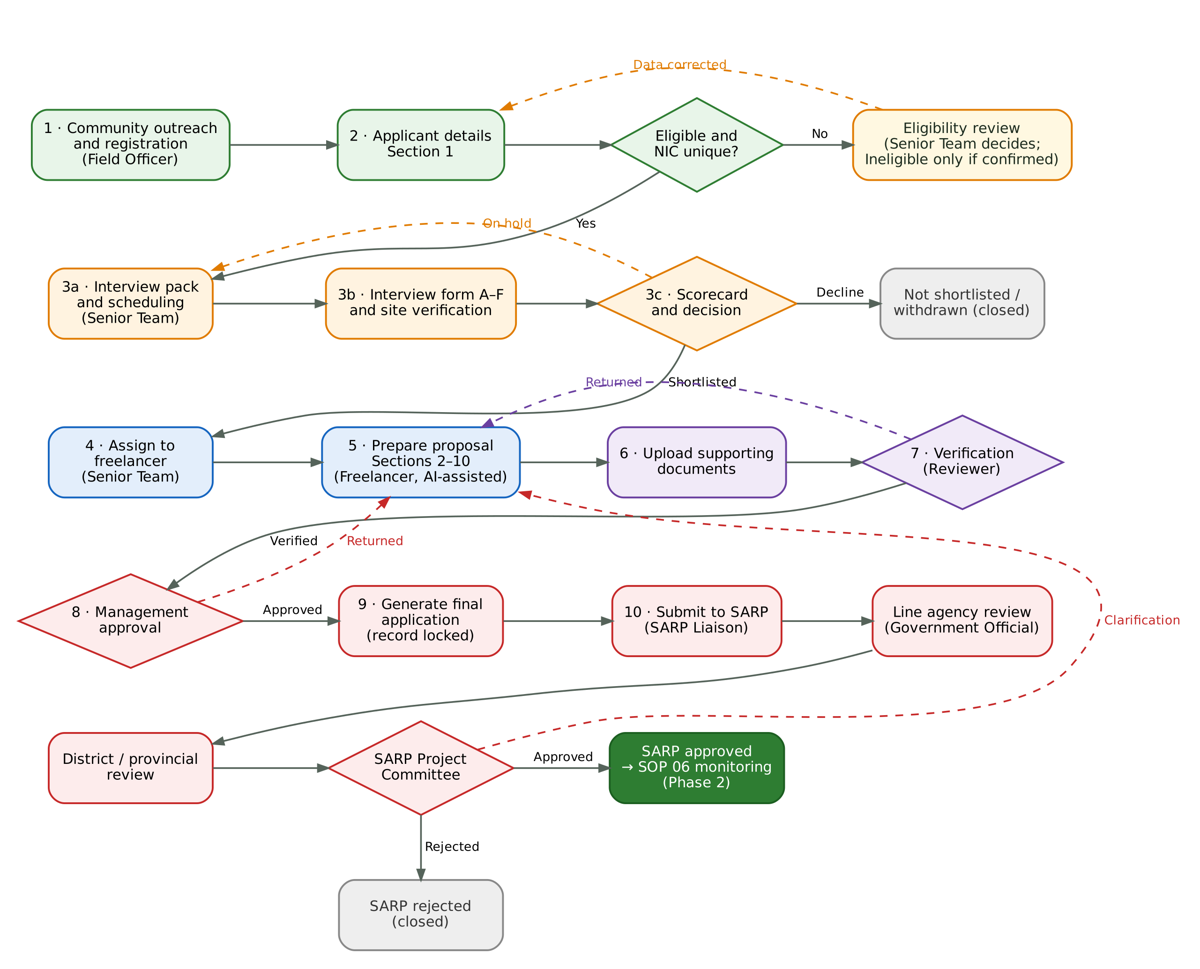 Data corrected
1 · Community outreach
and registration
(Field Officer)
2 · Applicant details
Section 1
Eligible and
NIC unique?
No
Eligibility review
(Senior Team decides;
Ineligible only if confirmed)
On hold
Yes
3a · Interview pack
and scheduling
(Senior Team)
3b · Interview form A–F
and site verification
3c · Scorecard
and decision
Decline
Not shortlisted /
withdrawn (closed)
Returned
Shortlisted
4 · Assign to
freelancer
(Senior Team)
5 · Prepare proposal
Sections 2–10
(Freelancer, AI-assisted)
6 · Upload supporting
documents
7 · Verification
(Reviewer)
Verified
Returned
8 · Management
approval
Approved
9 · Generate final
application
(record locked)
10 · Submit to SARP
(SARP Liaison)
Line agency review
(Government Official)
Clarification
District / provincial
review
SARP Project
Committee
Approved
SARP approved
→ SOP 06 monitoring
(Phase 2)
Rejected
SARP rejected
(closed)